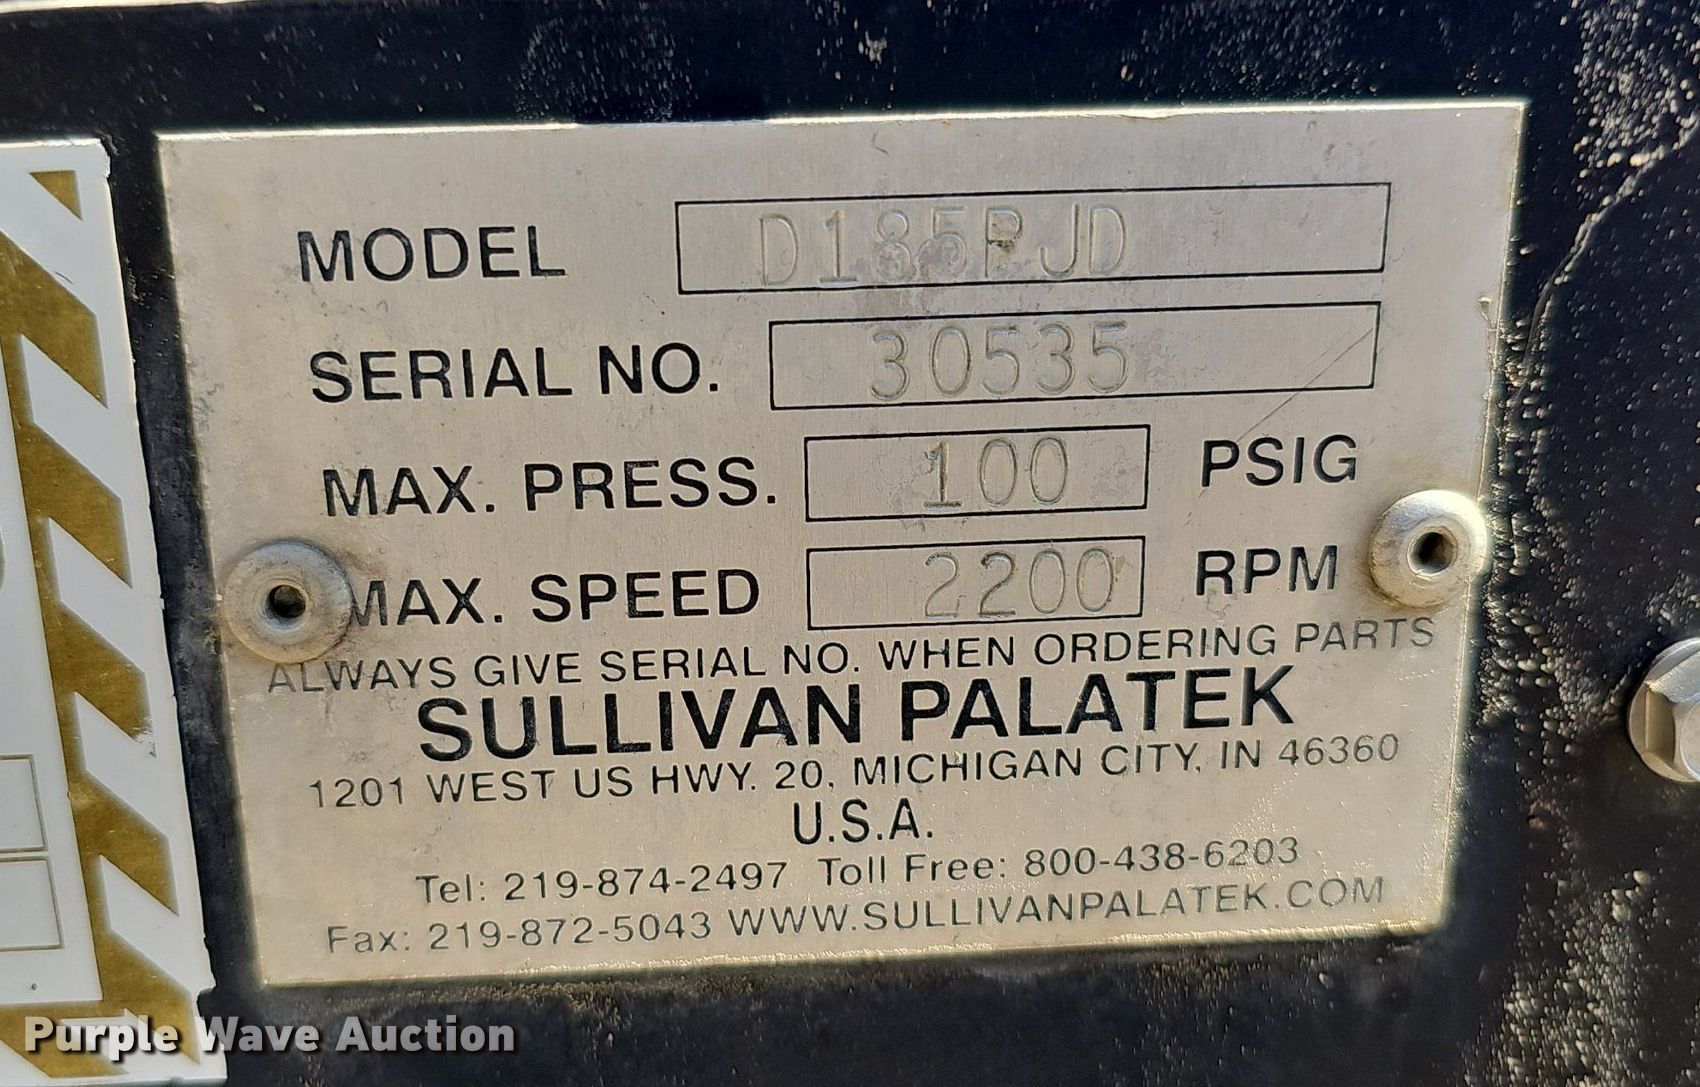 MODEL D185PJD
SERIAL NO. 30535
MAX. PRESS. 100 PSIG
MAX. SPEED 2200 RPM
ALWAYS GIVE SERIAL NO. WHEN ORDERING PARTS
SULLIVAN PALATEK
1201 WEST US HWY. 20, MICHIGAN CITY, IN 46360
U.S.A.
Tel: 219-874-2497 Toll Free: 800-438-6203
Fax: 219-872-5043 WWW.SULLIVANPALATEK.COM
Purple Wave Auction